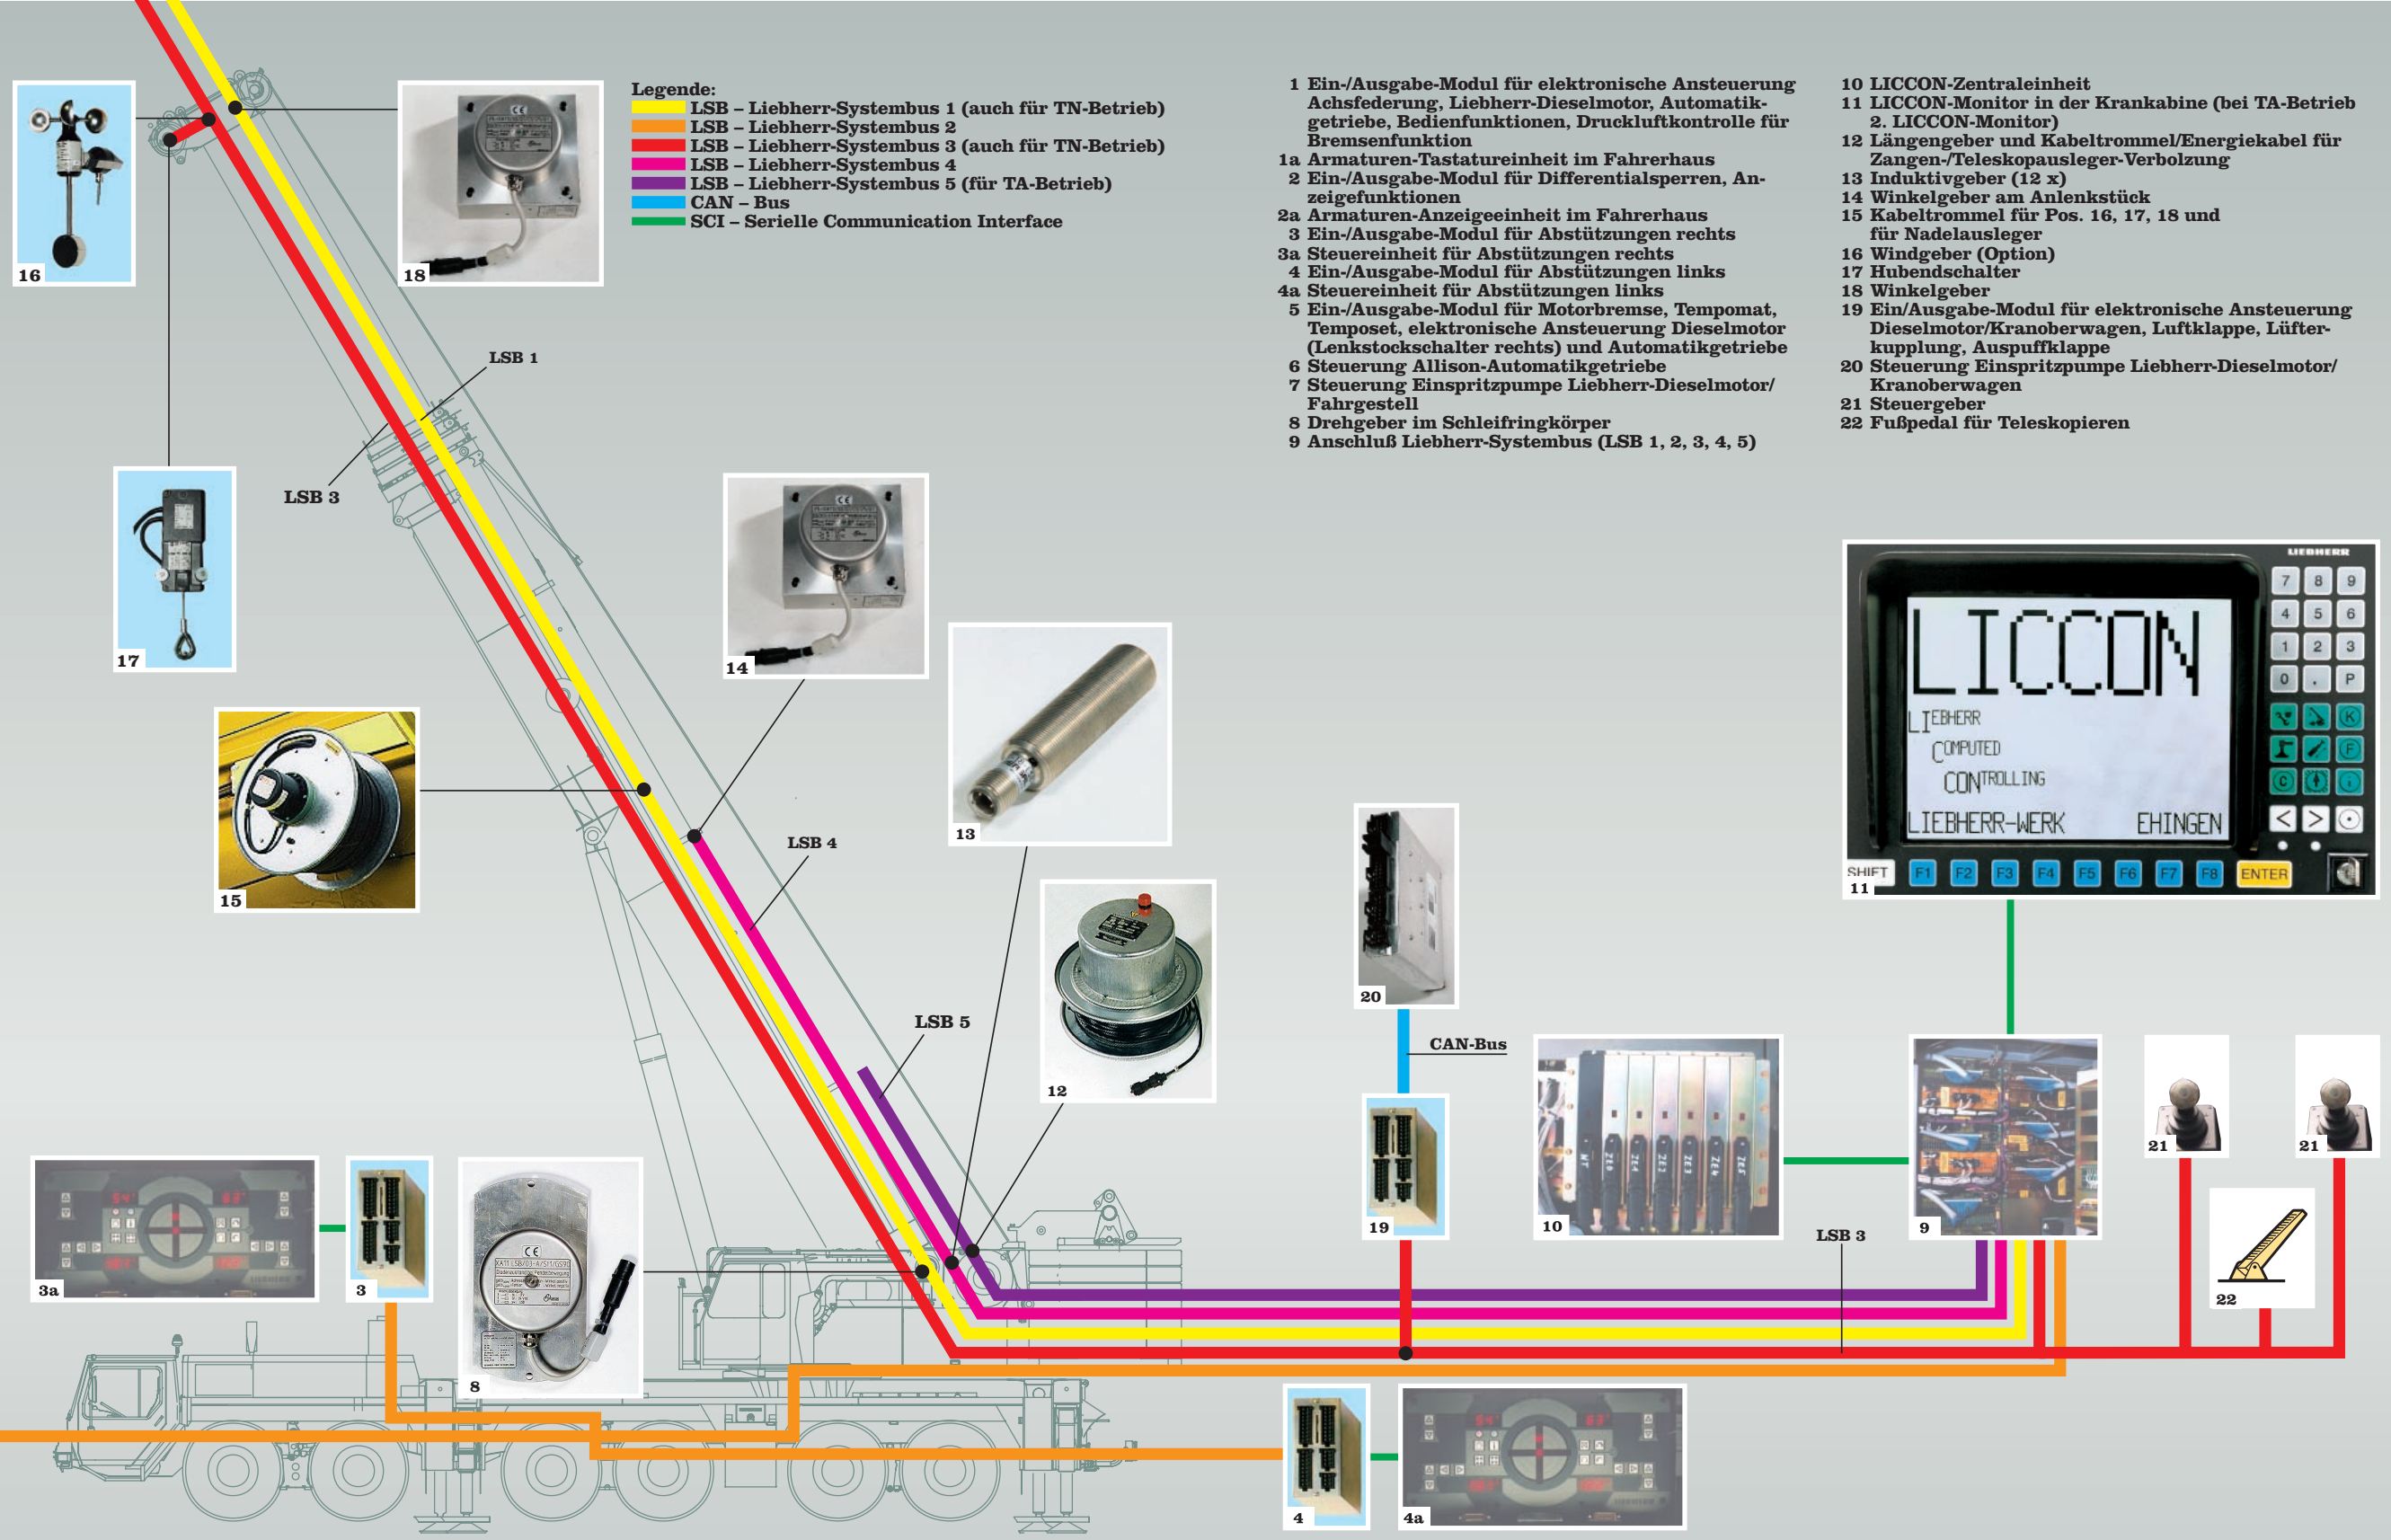 Legende:
LSB – Liebherr-Systembus 1 (auch für TN-Betrieb)
LSB – Liebherr-Systembus 2
LSB – Liebherr-Systembus 3 (auch für TN-Betrieb)
LSB – Liebherr-Systembus 4
LSB – Liebherr-Systembus 5 (für TA-Betrieb)
CAN – Bus
SCI – Serielle Communication Interface
1 Ein-/Ausgabe-Modul für elektronische Ansteuerung
Achsfederung, Liebherr-Dieselmotor, Automatik-
getriebe, Bedienfunktionen, Druckluftkontrolle für
Bremsenfunktion
1a Armaturen-Tastatureinheit im Fahrerhaus
2 Ein-/Ausgabe-Modul für Differentialsperren, An-
zeigefunktionen
2a Armaturen-Anzeigeeinheit im Fahrerhaus
3 Ein-/Ausgabe-Modul für Abstützungen rechts
3a Steuereinheit für Abstützungen rechts
4 Ein-/Ausgabe-Modul für Abstützungen links
4a Steuereinheit für Abstützungen links
5 Ein-/Ausgabe-Modul für Motorbremse, Tempomat,
Temposet, elektronische Ansteuerung Dieselmotor
(Lenkstockschalter rechts) und Automatikgetriebe
6 Steuerung Allison-Automatikgetriebe
7 Steuerung Einspritzpumpe Liebherr-Dieselmotor/
Fahrgestell
8 Drehgeber im Schleifringkörper
9 Anschluß Liebherr-Systembus (LSB 1, 2, 3, 4, 5)
10 LICCON-Zentraleinheit
11 LICCON-Monitor in der Krankabine (bei TA-Betrieb
2. LICCON-Monitor)
12 Längengeber und Kabeltrommel/Energiekabel für
Zangen-/Teleskopausleger-Verbolzung
13 Induktivgeber (12 x)
14 Winkelgeber am Anlenkstück
15 Kabeltrommel für Pos. 16, 17, 18 und
für Nadelausleger
16 Windgeber (Option)
17 Hubendschalter
18 Winkelgeber
19 Ein/Ausgabe-Modul für elektronische Ansteuerung
Dieselmotor/Kranoberwagen, Luftklappe, Lüfter-
kupplung, Auspuffklappe
20 Steuerung Einspritzpumpe Liebherr-Dieselmotor/
Kranoberwagen
21 Steuergeber
22 Fußpedal für Teleskopieren
16
18
LSB 1
LSB 3
17
14
15
13
LSB 4
12
LSB 5
20
CAN-Bus
LIEBHERR
7 8 9
4 5 6
1 2 3
0 . P
K
F
C i
< >
LICCON
LIEBHERR
COMPUTED
CONTROLLING
LIEBHERR-WERK EHINGEN
SHIFT F1 F2 F3 F4 F5 F6 F7 F8 ENTER
11
19
10
9
21
21
22
LSB 3
3a
3
8
4
4a